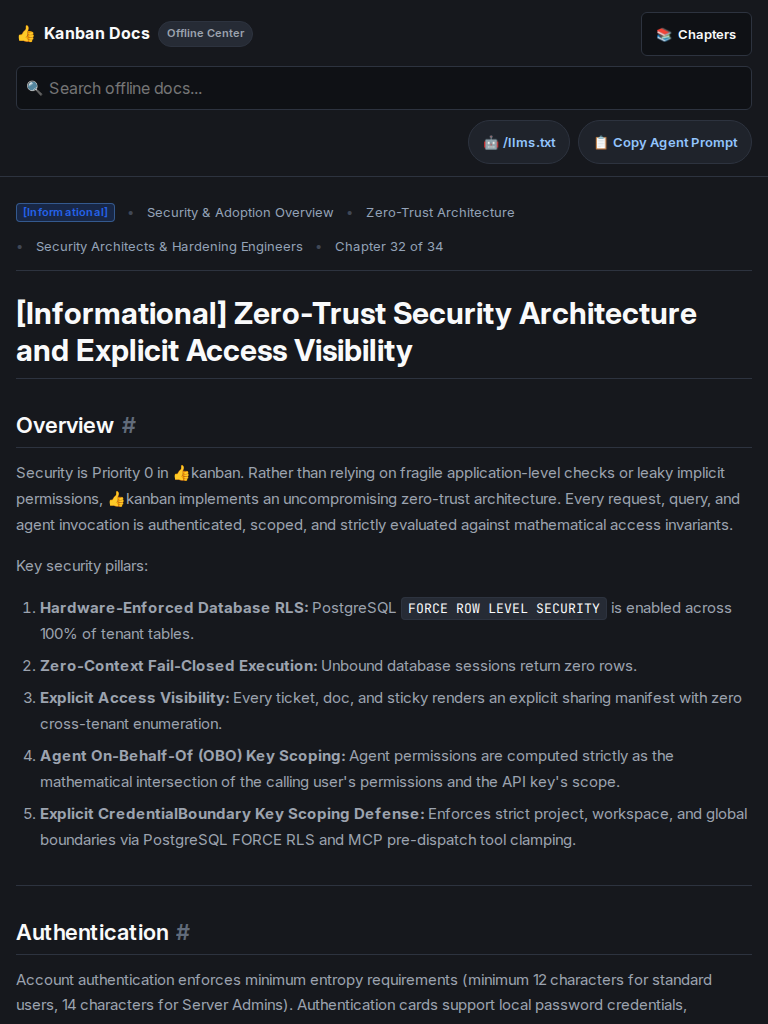 👍 Kanban Docs Offline Center
📚 Chapters
🔍 Search offline docs...
🤖 /llms.txt 📋 Copy Agent Prompt
[Informational] • Security & Adoption Overview • Zero-Trust Architecture
• Security Architects & Hardening Engineers • Chapter 32 of 34
[Informational] Zero-Trust Security Architecture
and Explicit Access Visibility
Overview #
Security is Priority 0 in 👍kanban. Rather than relying on fragile application-level checks or leaky implicit
permissions, 👍kanban implements an uncompromising zero-trust architecture. Every request, query, and
agent invocation is authenticated, scoped, and strictly evaluated against mathematical access invariants.
Key security pillars:
1. Hardware-Enforced Database RLS: PostgreSQL FORCE ROW LEVEL SECURITY is enabled across
100% of tenant tables.
2. Zero-Context Fail-Closed Execution: Unbound database sessions return zero rows.
3. Explicit Access Visibility: Every ticket, doc, and sticky renders an explicit sharing manifest with zero
cross-tenant enumeration.
4. Agent On-Behalf-Of (OBO) Key Scoping: Agent permissions are computed strictly as the
mathematical intersection of the calling user's permissions and the API key's scope.
5. Explicit CredentialBoundary Key Scoping Defense: Enforces strict project, workspace, and global
boundaries via PostgreSQL FORCE RLS and MCP pre-dispatch tool clamping.
Authentication #
Account authentication enforces minimum entropy requirements (minimum 12 characters for standard
users, 14 characters for Server Admins). Authentication cards support local password credentials,